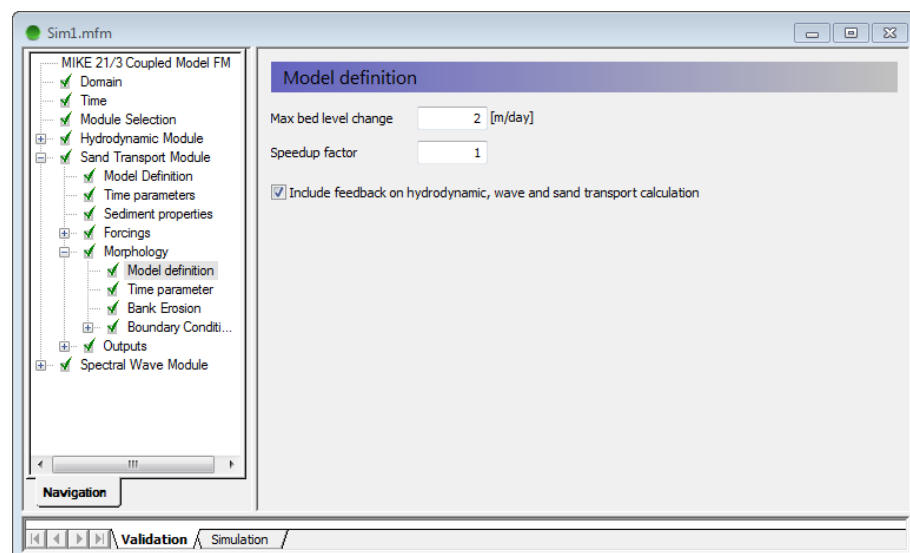 Sim1.mfm
MIKE 21/3 Coupled Model FM
Domain
Time
Module Selection
Hydrodynamic Module
Sand Transport Module
Model Definition
Time parameters
Sediment properties
Forcings
Morphology
Model definition
Time parameter
Bank Erosion
Boundary Conditi...
Outputs
Spectral Wave Module
Navigation
Model definition
Max bed level change 2 [m/day]
Speedup factor 1
Include feedback on hydrodynamic, wave and sand transport calculation
Validation Simulation